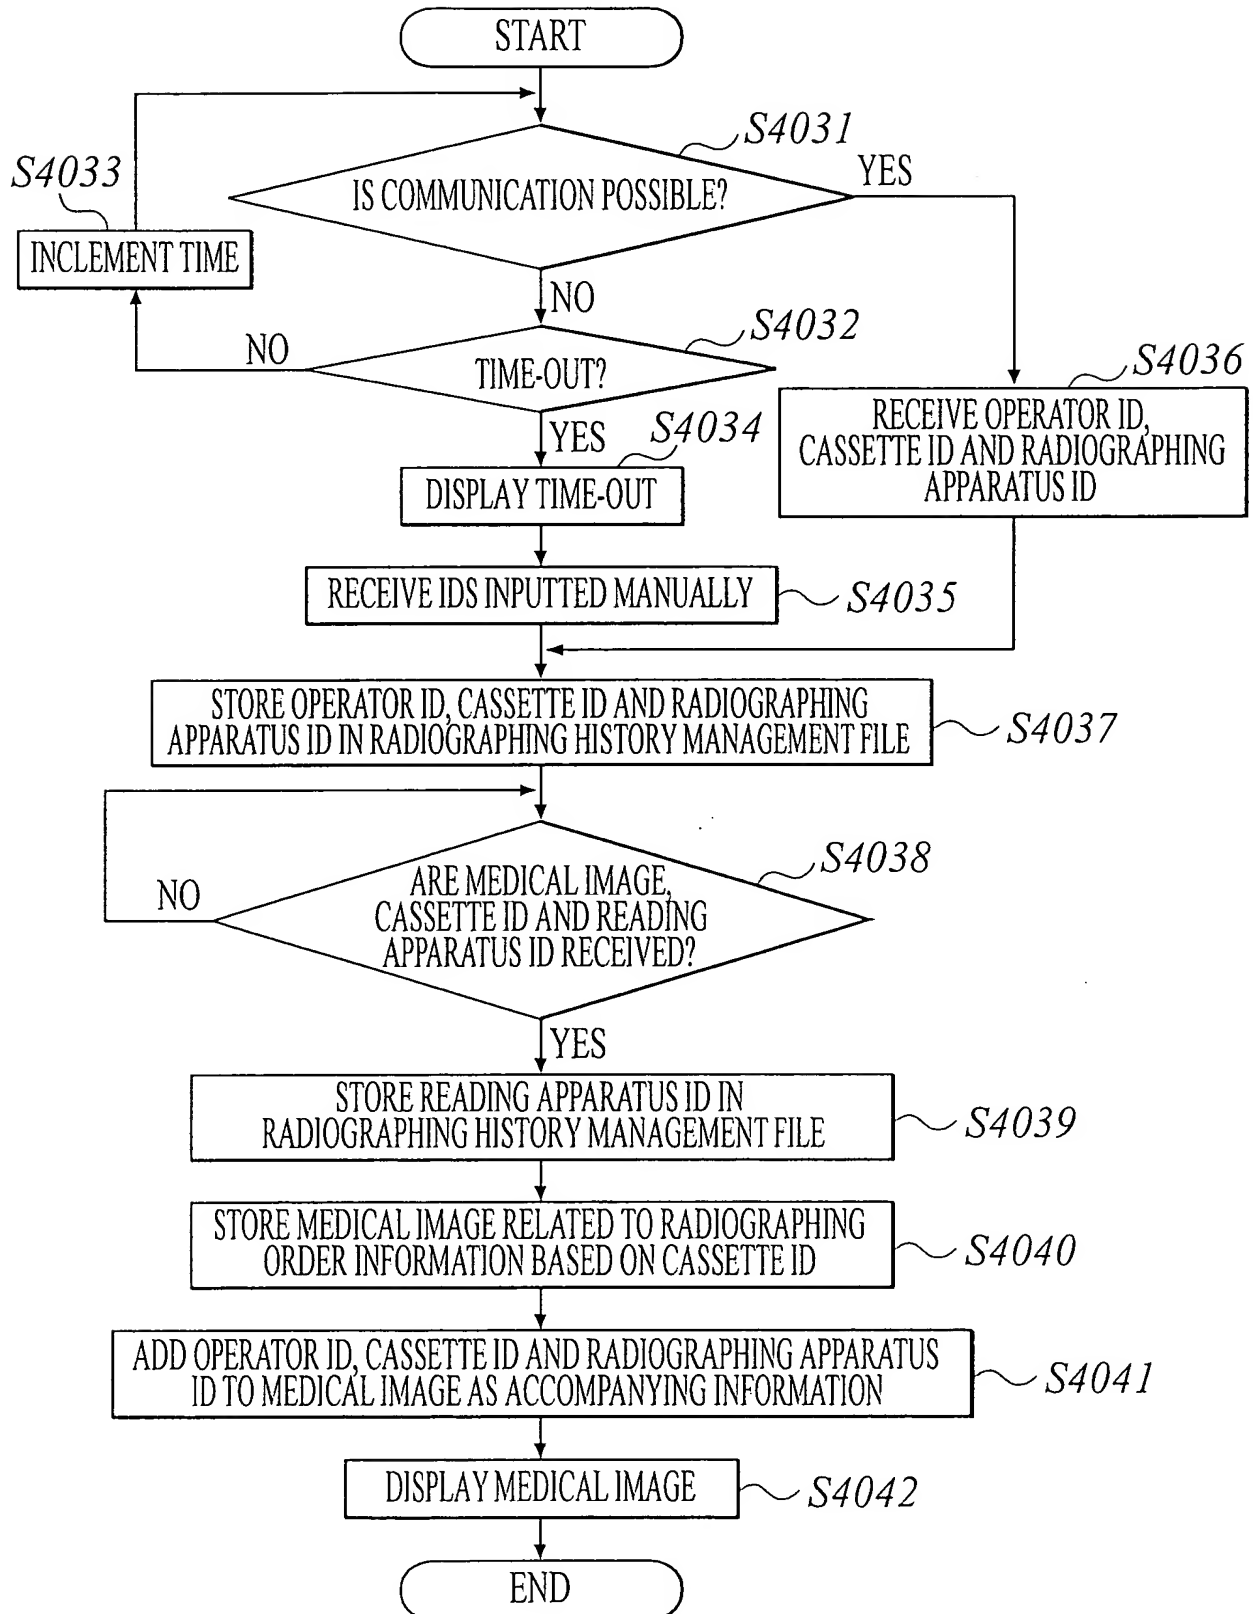 START
S4031
IS COMMUNICATION POSSIBLE?
YES
S4033
INCLEMENT TIME
NO
S4032
NO
TIME-OUT?
S4036
RECEIVE OPERATOR ID,
CASSETTE ID AND RADIOGRAPHING
APPARATUS ID
YES
S4034
DISPLAY TIME-OUT
RECEIVE IDS INPUTTED MANUALLY
S4035
STORE OPERATOR ID, CASSETTE ID AND RADIOGRAPHING
APPARATUS ID IN RADIOGRAPHING HISTORY MANAGEMENT FILE
S4037
S4038
NO
ARE MEDICAL IMAGE,
CASSETTE ID AND READING
APPARATUS ID RECEIVED?
YES
STORE READING APPARATUS ID IN
RADIOGRAPHING HISTORY MANAGEMENT FILE
S4039
STORE MEDICAL IMAGE RELATED TO RADIOGRAPHING
ORDER INFORMATION BASED ON CASSETTE ID
S4040
ADD OPERATOR ID, CASSETTE ID AND RADIOGRAPHING APPARATUS
ID TO MEDICAL IMAGE AS ACCOMPANYING INFORMATION
S4041
DISPLAY MEDICAL IMAGE
S4042
END